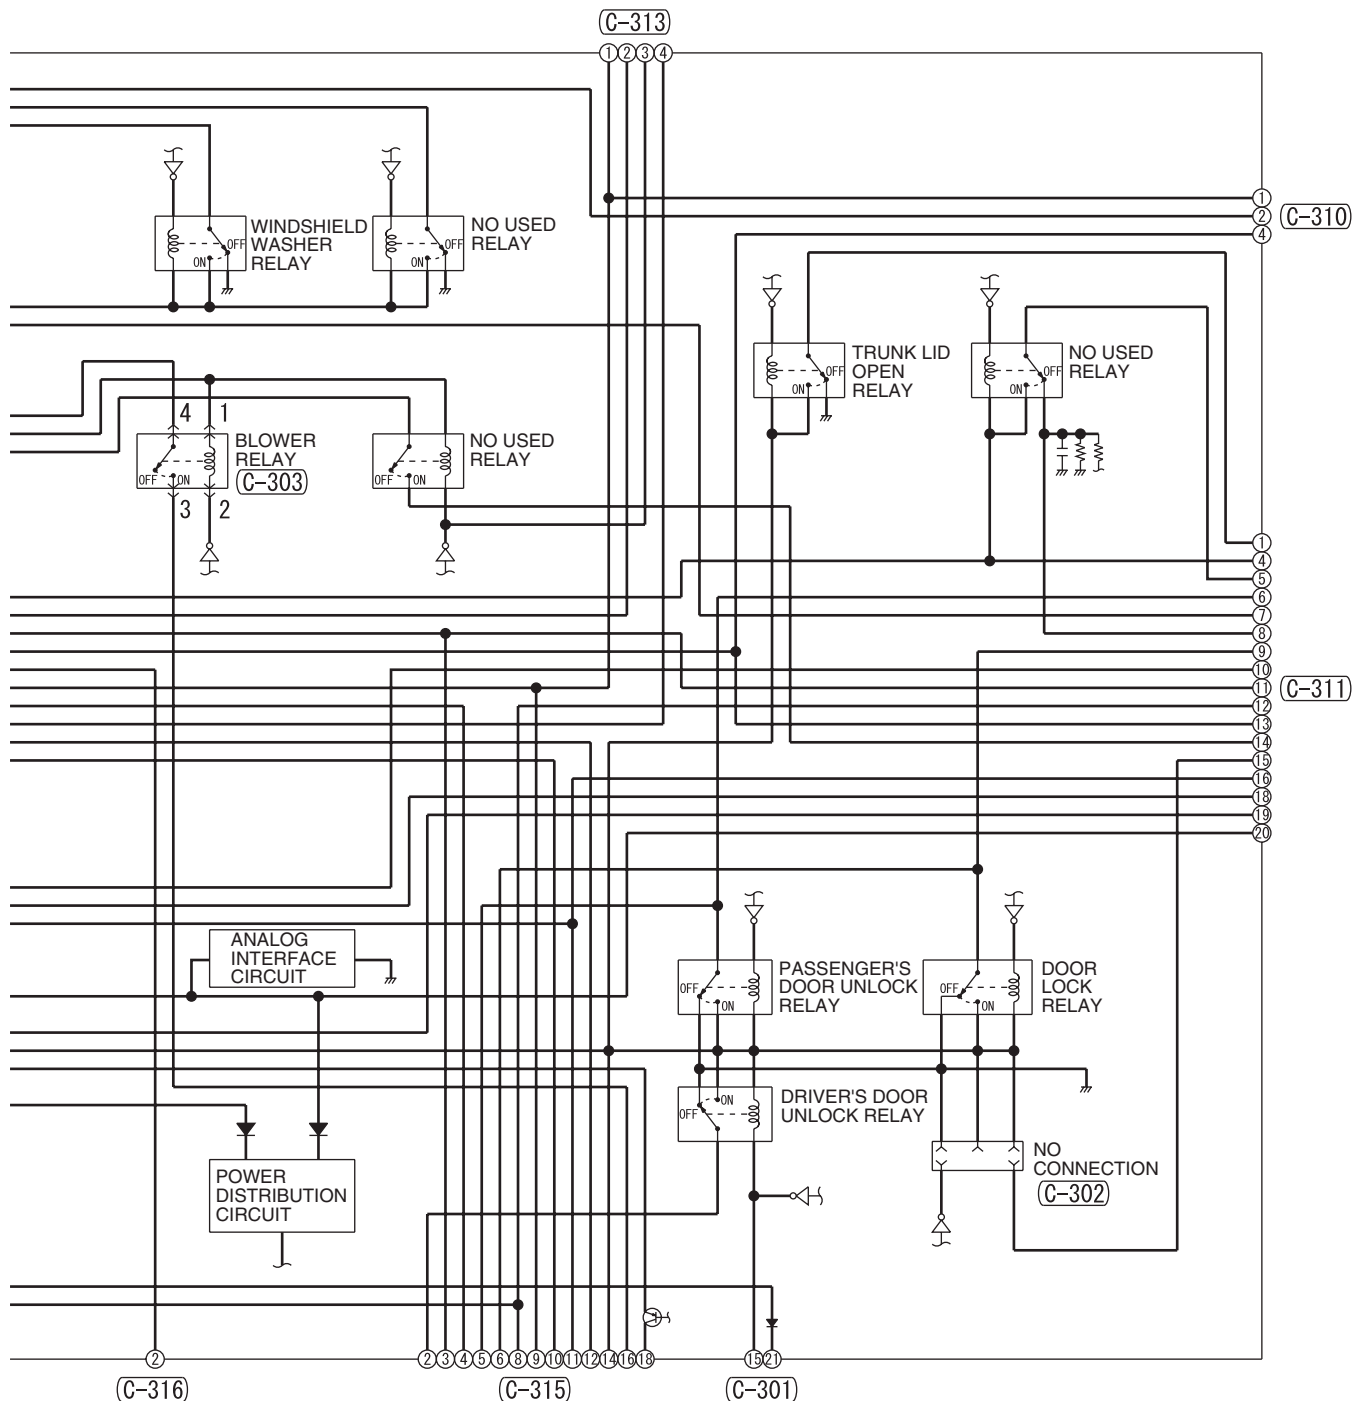 C-313
1 2 3 4
1
2
4
C-310
WINDSHIELD
WASHER
RELAY
OFF
ON
NO USED
RELAY
OFF
ON
TRUNK LID
OPEN
RELAY
OFF
ON
NO USED
RELAY
OFF
ON
4 1
BLOWER
RELAY
C-303
OFF ON
3 2
NO USED
RELAY
OFF ON
1
4
5
6
7
8
9
10
11
12
13
14
15
16
18
19
20
C-311
ANALOG
INTERFACE
CIRCUIT
PASSENGER'S
DOOR UNLOCK
RELAY
OFF
ON
DOOR
LOCK
RELAY
OFF
ON
DRIVER'S DOOR
UNLOCK RELAY
ON
OFF
NO
CONNECTION
C-302
POWER
DISTRIBUTION
CIRCUIT
2
2 3 4 5 6 8 9 10 11 12 14 16 18
15 21
C-316
C-315
C-301